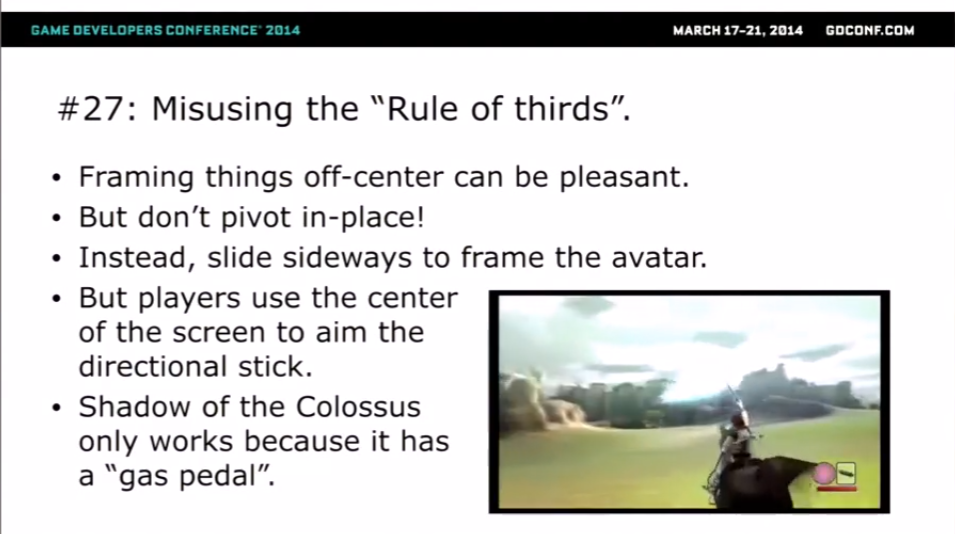 GAME DEVELOPERS CONFERENCE® 2014 MARCH 17-21, 2014 GDCONF.COM
#27: Misusing the “Rule of thirds”.
• Framing things off-center can be pleasant.
• But don’t pivot in-place!
• Instead, slide sideways to frame the avatar.
• But players use the center
of the screen to aim the
directional stick.
• Shadow of the Colossus
only works because it has
a “gas pedal”.